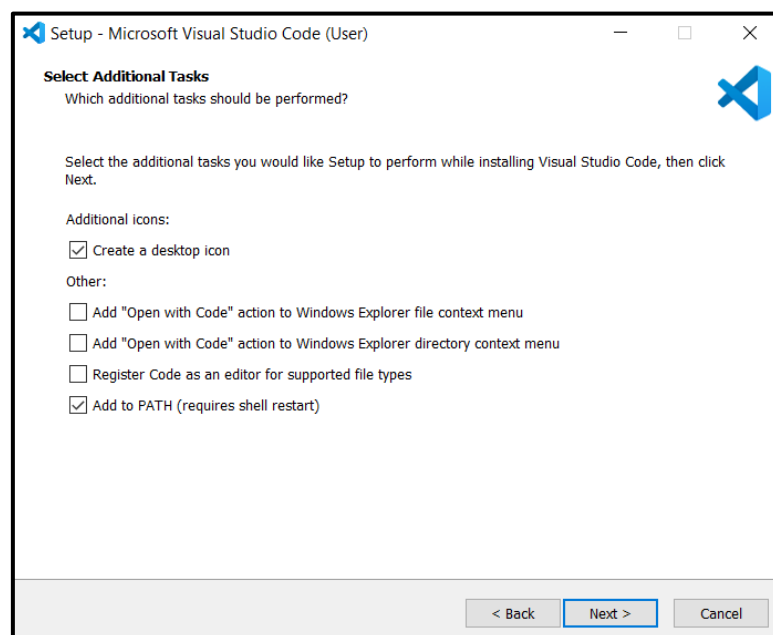 Setup - Microsoft Visual Studio Code (User)
Select Additional Tasks
Which additional tasks should be performed?
Select the additional tasks you would like Setup to perform while installing Visual Studio Code, then click
Next.
Additional icons:
Create a desktop icon
Other:
Add "Open with Code" action to Windows Explorer file context menu
Add "Open with Code" action to Windows Explorer directory context menu
Register Code as an editor for supported file types
Add to PATH (requires shell restart)
< Back Next > Cancel